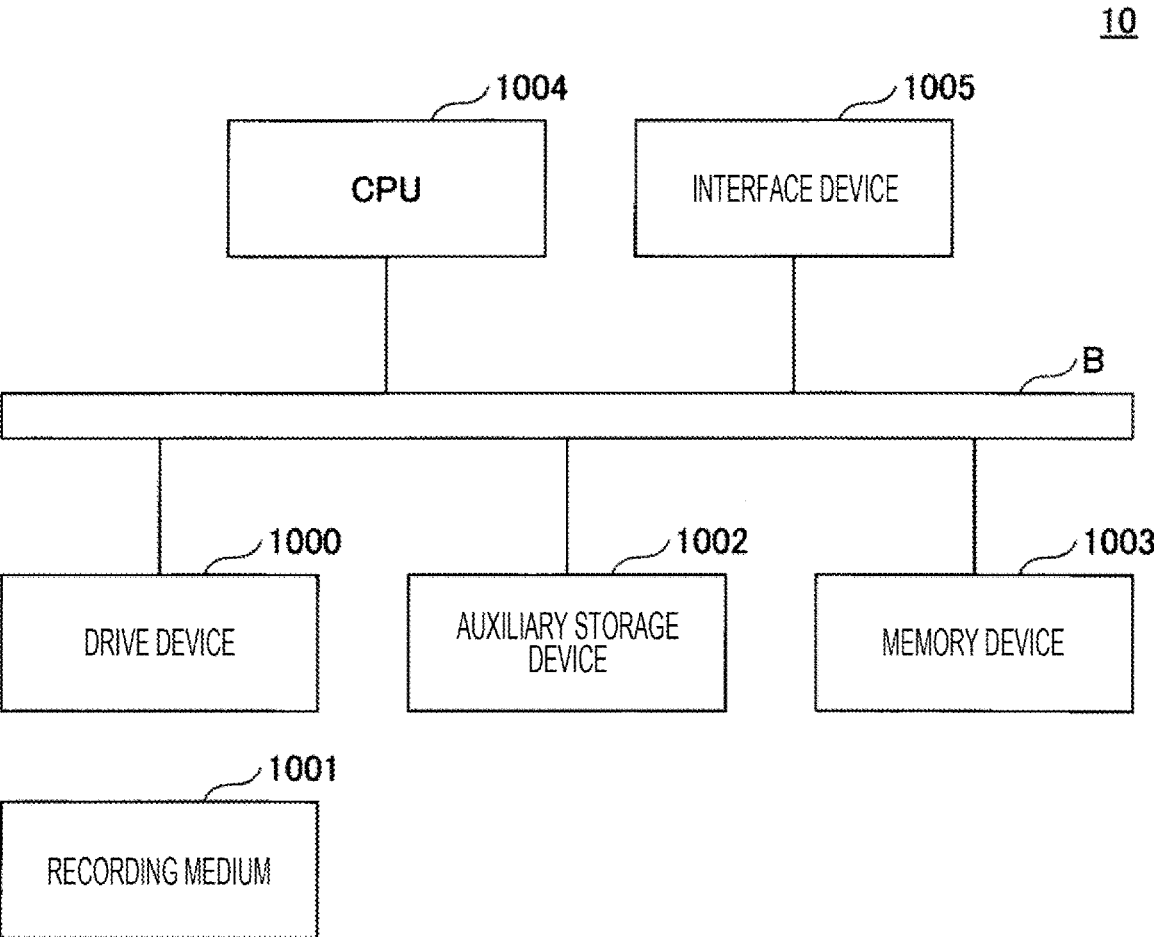 10
1004
1005
CPU
INTERFACE DEVICE
B
1000
1002
1003
DRIVE DEVICE
AUXILIARY STORAGE
DEVICE
MEMORY DEVICE
1001
RECORDING MEDIUM